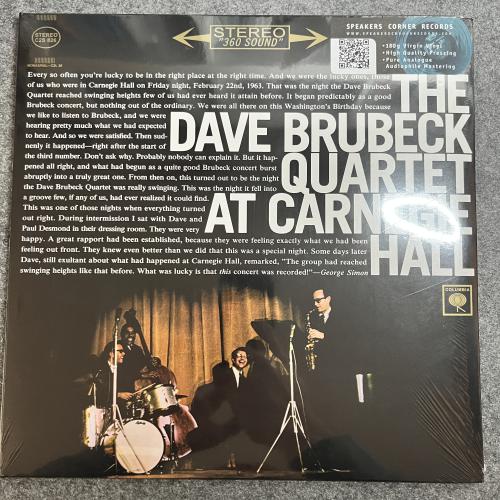 STEREO
C2S 826
STEREO
"360 SOUND"
SPEAKERS CORNER RECORDS
•180g Virgin Vinyl
•High Quality Pressing
•Pure Analogue
Audiophile Mastering
Every so often you're lucky to be in the right place at the right time. And we were the lucky ones, those
of us who were in Carnegie Hall on Friday night, February 22nd, 1963. That was the night the Dave Brubeck
Quartet reached swinging heights few of us had ever heard it attain before. It began predictably as a good
Brubeck concert, but nothing out of the ordinary. We were all there on this Washington's Birthday because
we like to listen to Brubeck, and we were
hearing pretty much what we had expected
to hear. And so we were satisfied. Then sud-
denly it happened—right after the start of
the third number. Don't ask why. Probably nobody can explain it. But it hap-
pened all right, and what had begun as a quite good Brubeck concert burst
abruptly into a truly great one. From then on, this turned out to be the night
the Dave Brubeck Quartet was really swinging. This was the night it fell into
a groove few, if any of us, had ever realized it could find.
This was one of those nights when everything turned
out right. During intermission I sat with Dave and
Paul Desmond in their dressing room. They were very
happy. A great rapport had been established, because they were feeling exactly what we had been
feeling out front. They knew even better than we did that this was a special night. Some days later
Dave, still exultant about what had happened at Carnegie Hall, remarked, "The group had reached
swinging heights like that before. What was lucky is that this concert was recorded!"—George Simon
THE
DAVE BRUBECK
QUARTET
AT CARNEGIE
HALL
COLUMBIA